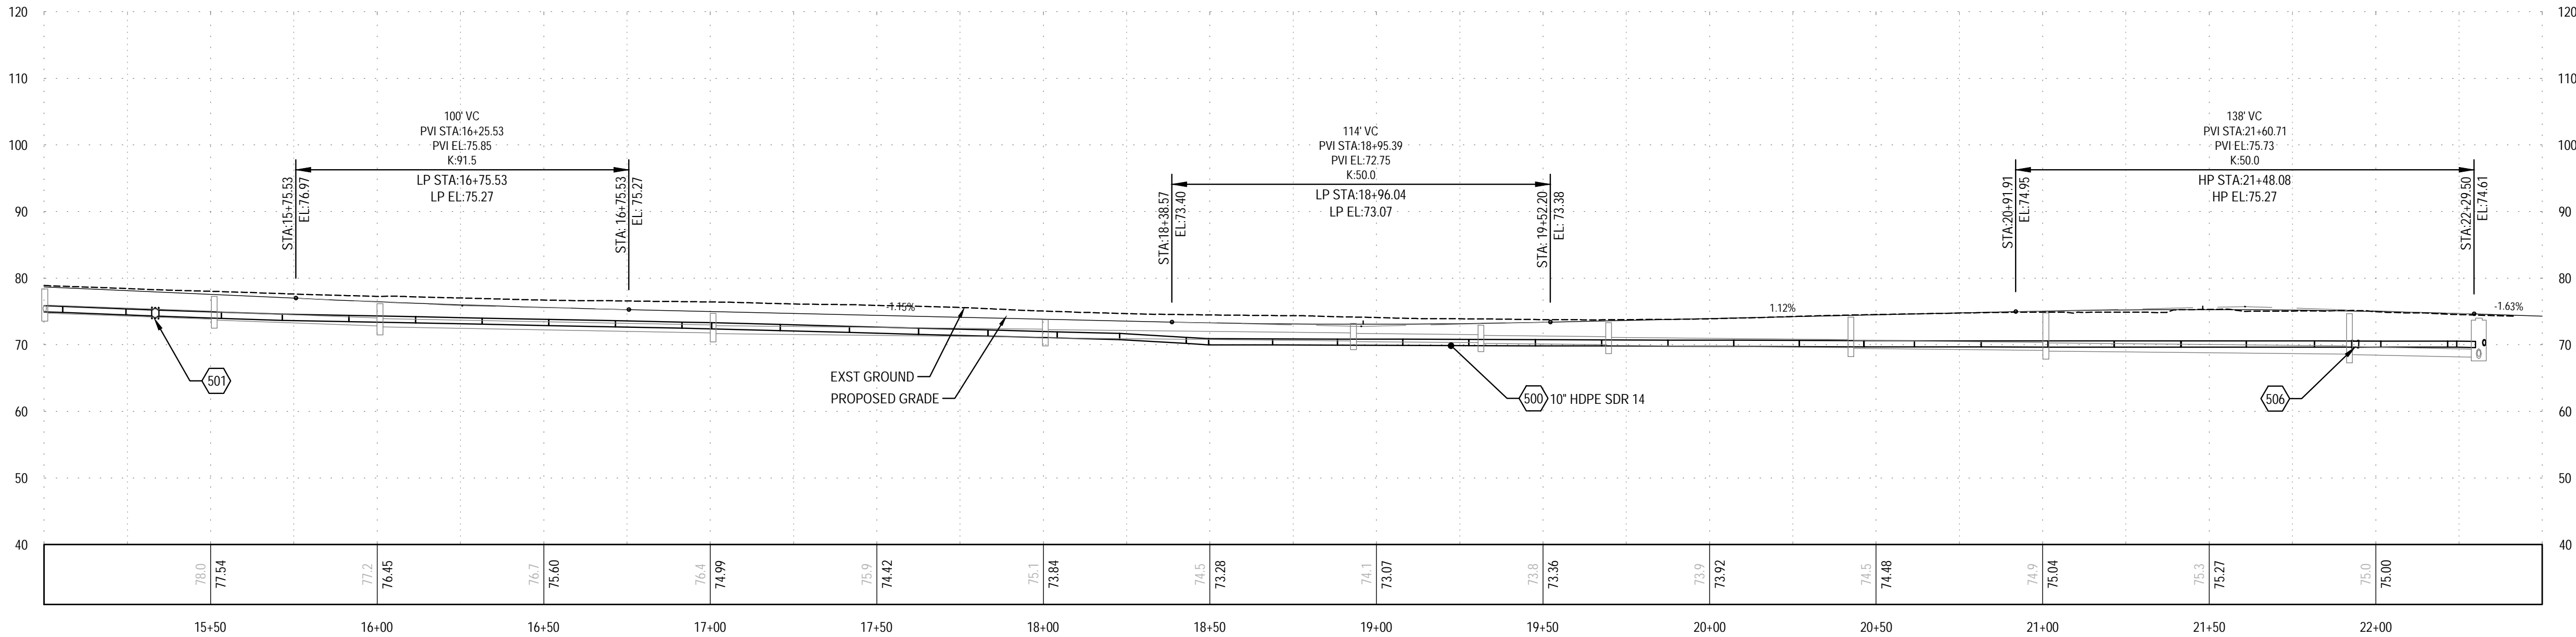 120
120
110
110
100
100
90
90
80
80
70
70
60
60
50
50
40
40
100' VC
PVI STA:16+25.53
PVI EL:75.85
K:91.5
LP STA:16+75.53
LP EL:75.27
STA:15+75.53
EL:76.97
STA: 16+75.53
EL: 75.27
114' VC
PVI STA:18+95.39
PVI EL:72.75
K:50.0
LP STA:18+96.04
LP EL:73.07
STA:18+38.57
EL:73.40
STA: 19+52.20
EL: 73.38
138' VC
PVI STA:21+60.71
PVI EL:75.73
K:50.0
HP STA:21+48.08
HP EL:75.27
STA:20+91.91
EL:74.95
STA:22+29.50
EL:74.61
-1.15%
1.12%
-1.63%
501
EXST GROUND
PROPOSED GRADE
500 10" HDPE SDR 14
506
78.0 77.54
77.2 76.45
76.7 75.60
76.4 74.99
75.9 74.42
75.1 73.84
74.5 73.28
74.1 73.07
73.8 73.36
73.9 73.92
74.5 74.48
74.9 75.04
75.3 75.27
75.0 75.00
15+50 16+00 16+50 17+00 17+50 18+00 18+50 19+00 19+50 20+00 20+50 21+00 21+50 22+00